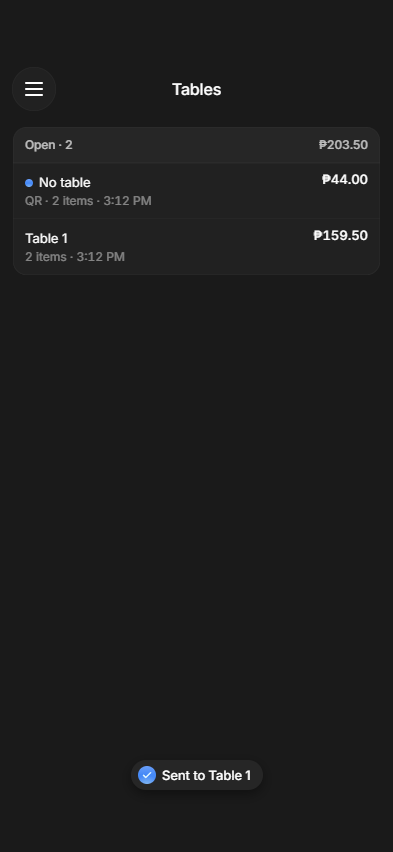 Tables
Open · 2 ₱203.50
No table ₱44.00
QR · 2 items · 3:12 PM
Table 1 ₱159.50
2 items · 3:12 PM
Sent to Table 1